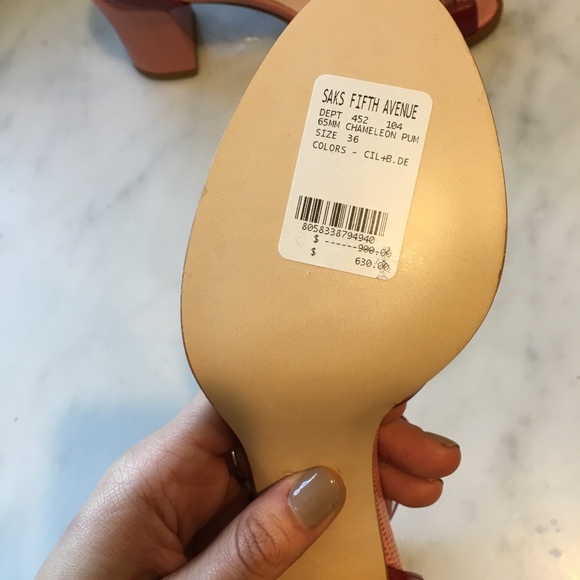 SAKS FIFTH AVENUE
DEPT 452 104
65MM CHAMELEON PUM
SIZE 36
COLORS - CIL+B.DE
8058338794940
$ ------900.00
$ 630.00